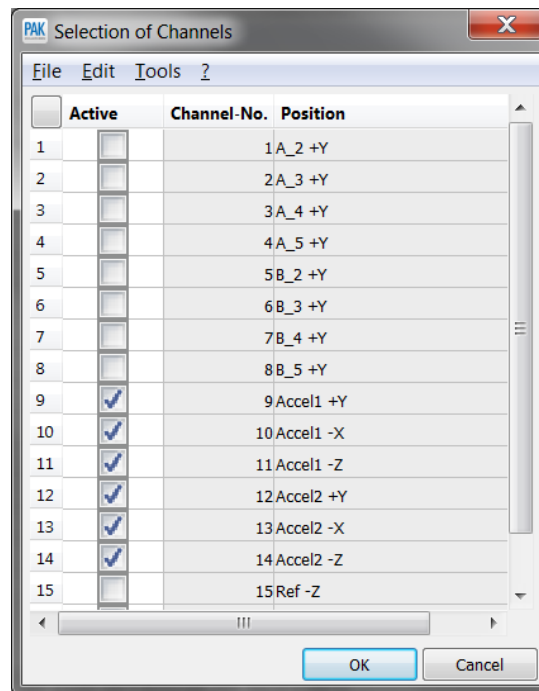 PAK Selection of Channels X
File Edit Tools ?
Active Channel-No. Position
1 1 A_2 +Y
2 2 A_3 +Y
3 3 A_4 +Y
4 4 A_5 +Y
5 5 B_2 +Y
6 6 B_3 +Y
7 7 B_4 +Y
8 8 B_5 +Y
9 9 Accel1 +Y
10 10 Accel1 -X
11 11 Accel1 -Z
12 12 Accel2 +Y
13 13 Accel2 -X
14 14 Accel2 -Z
15 15 Ref -Z
OK Cancel